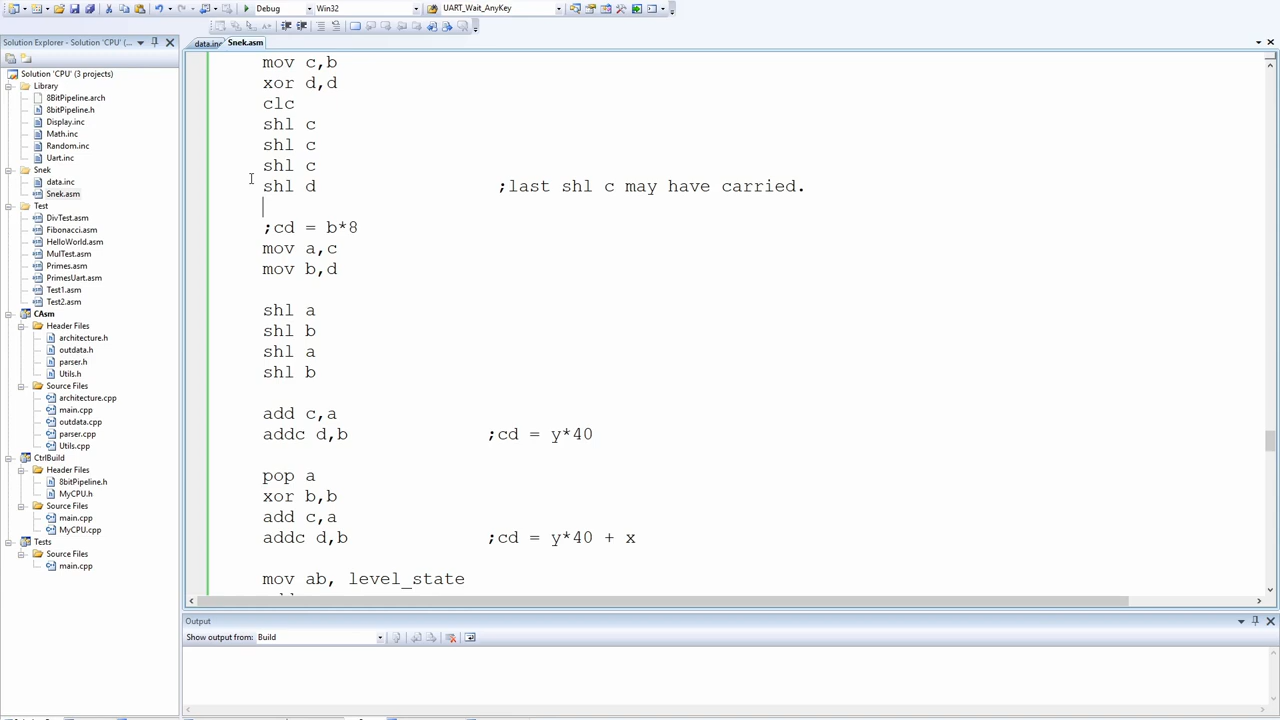 Debug
Win32
UART_Wait_AnyKey
Solution Explorer - Solution 'CPU' (...
data.inc
Snek.asm
Solution 'CPU' (3 projects)
Library
8BitPipeline.arch
8bitPipeline.h
Display.inc
Math.inc
Random.inc
Uart.inc
Snek
data.inc
Snek.asm
Test
DivTest.asm
Fibonacci.asm
HelloWorld.asm
MulTest.asm
Primes.asm
PrimesUart.asm
Test1.asm
Test2.asm
CAsm
Header Files
architecture.h
outdata.h
parser.h
Utils.h
Source Files
architecture.cpp
main.cpp
outdata.cpp
parser.cpp
Utils.cpp
CtrlBuild
Header Files
8bitPipeline.h
MyCPU.h
Source Files
main.cpp
MyCPU.cpp
Tests
Source Files
main.cpp
mov c,b
xor d,d
clc
shl c
shl c
shl c
shl d ;last shl c may have carried.
;cd = b*8
mov a,c
mov b,d
shl a
shl b
shl a
shl b
add c,a
addc d,b ;cd = y*40
pop a
xor b,b
add c,a
addc d,b ;cd = y*40 + x
mov ab, level_state
Output
Show output from: Build